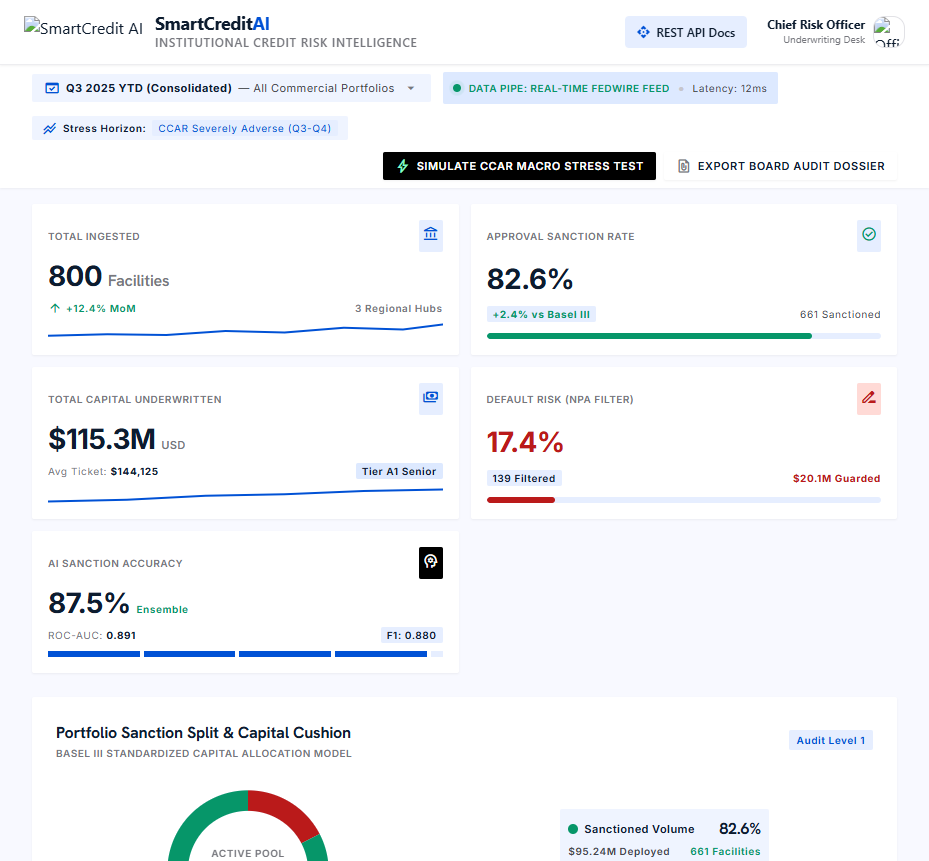 SmartCredit AI
SmartCreditAI
INSTITUTIONAL CREDIT RISK INTELLIGENCE
REST API Docs
Chief Risk Officer
Underwriting Desk
Q3 2025 YTD (Consolidated) — All Commercial Portfolios
DATA PIPE: REAL-TIME FEDWIRE FEED • Latency: 12ms
Stress Horizon: CCAR Severely Adverse (Q3-Q4)
SIMULATE CCAR MACRO STRESS TEST
EXPORT BOARD AUDIT DOSSIER
TOTAL INGESTED
800 Facilities
+12.4% MoM
3 Regional Hubs
APPROVAL SANCTION RATE
82.6%
+2.4% vs Basel III
661 Sanctioned
TOTAL CAPITAL UNDERWRITTEN
$115.3M USD
Avg Ticket: $144,125
Tier A1 Senior
DEFAULT RISK (NPA FILTER)
17.4%
139 Filtered
$20.1M Guarded
AI SANCTION ACCURACY
87.5% Ensemble
ROC-AUC: 0.891
F1: 0.880
Portfolio Sanction Split & Capital Cushion
BASEL III STANDARDIZED CAPITAL ALLOCATION MODEL
Audit Level 1
ACTIVE POOL
Sanctioned Volume 82.6%
$95.24M Deployed 661 Facilities